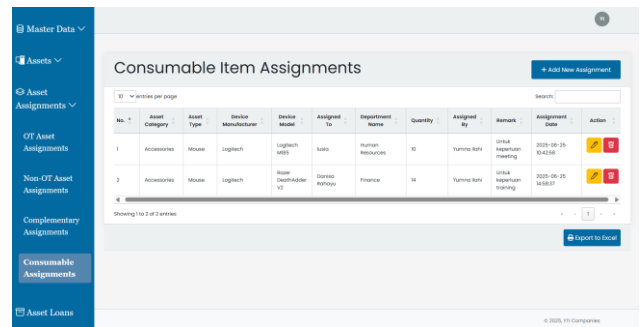 Master Data
YI
Assets
Consumable Item Assignments
+ Add New Assignment
Asset
Assignments
10 entries per page
Search:
No. Asset Category Asset Type Device Manufacturer Device Model Assigned To Department Name Quantity Assigned By Remark Assignment Date Action
OT Asset
Assignments
1 Accessories Mouse Logitech Logitech M185 lusia Human Resources 10 Yumna Ilahi Untuk keperluan meeting 2025-06-25 10:42:58
Non-OT Asset
Assignments
2 Accessories Mouse Logitech Razer DeathAdder V2 Danisa Rahayu Finance 14 Yumna Ilahi Untuk keperluan training 2025-06-25 14:58:37
Showing 1 to 2 of 2 entries
1
Complementary
Assignments
Export to Excel
Consumable
Assignments
Asset Loans
© 2025, PTI Companies